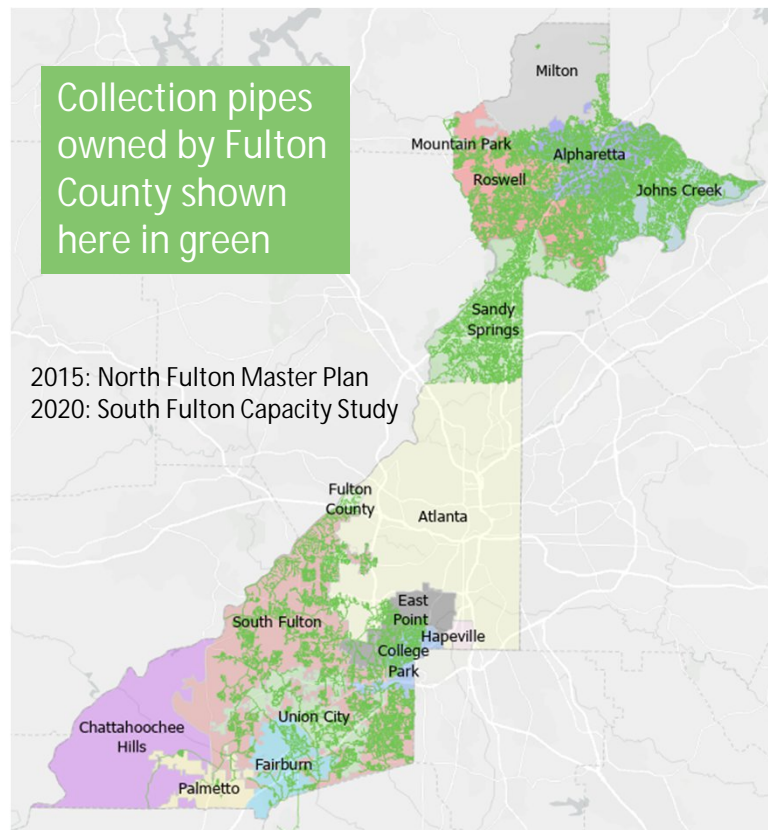 Collection pipes
owned by Fulton
County shown
here in green
Milton
Mountain Park
Alpharetta
Roswell
Johns Creek
Sandy
Springs
2015: North Fulton Master Plan
2020: South Fulton Capacity Study
Fulton
County
Atlanta
East
Point
South Fulton
Hapeville
College
Park
Union City
Chattahoochee
Hills
Fairburn
Palmetto